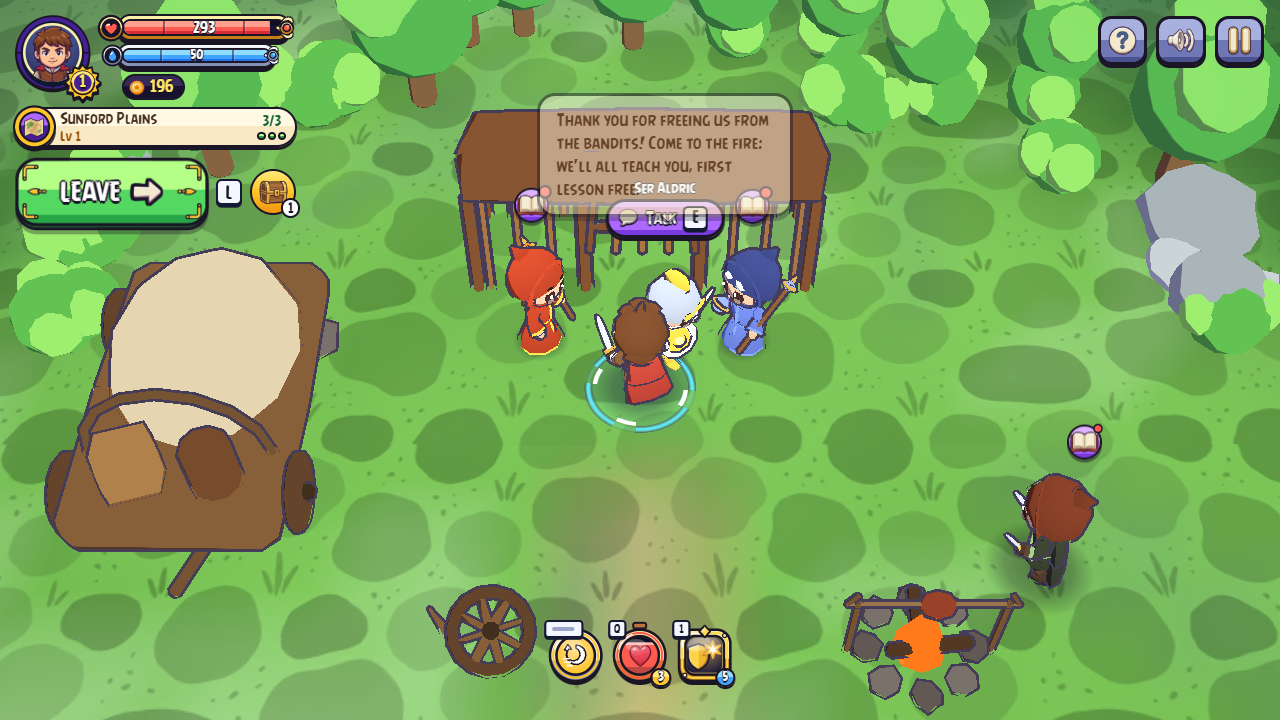 293
50
1
196
SUNFORD PLAINS
3/3
Lv 1
LEAVE
L
1
?
THANK YOU FOR FREEING US FROM
THE BANDITS! COME TO THE FIRE;
WE'LL ALL TEACH YOU, FIRST
LESSON FREE
SER ALDRIC
TALK E
Q
3
1
5